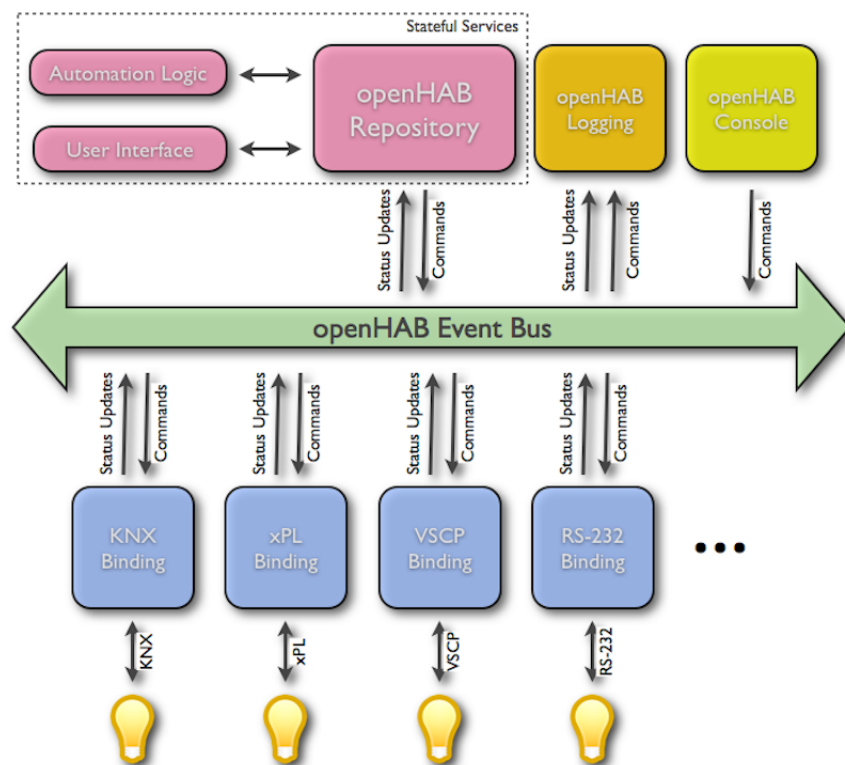 Stateful Services
Automation Logic
User Interface
openHAB
Repository
openHAB
Logging
openHAB
Console
Status Updates
Commands
Status Updates
Commands
Commands
openHAB Event Bus
Status Updates
Commands
Status Updates
Commands
Status Updates
Commands
Status Updates
Commands
KNX
Binding
xPL
Binding
VSCP
Binding
RS-232
Binding
...
KNX
xPL
VSCP
RS-232